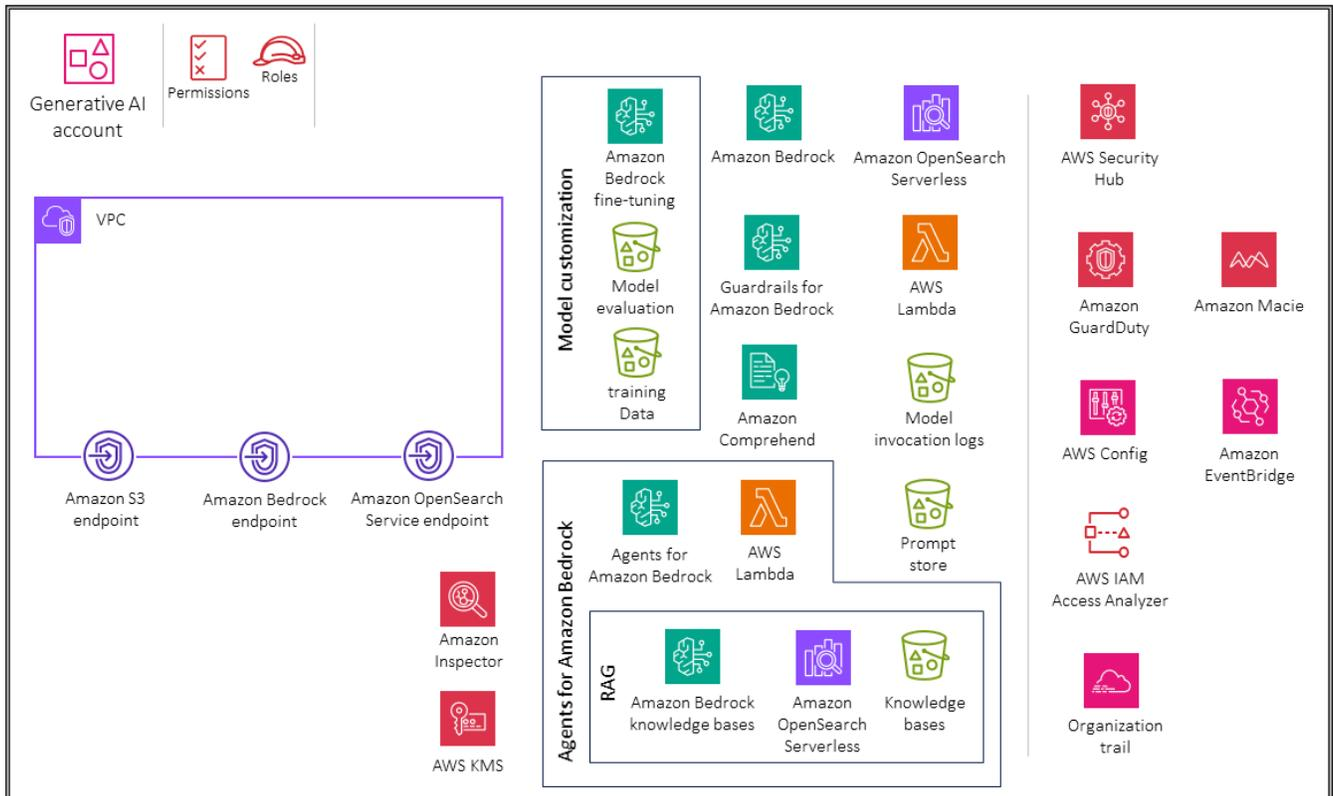 Generative AI
account
Permissions
Roles
VPC
Amazon S3
endpoint
Amazon Bedrock
endpoint
Amazon OpenSearch
Service endpoint
Amazon
Inspector
AWS KMS
Model customization
Amazon
Bedrock
fine-tuning
Model
evaluation
training
Data
Amazon Bedrock
Amazon OpenSearch
Serverless
Guardrails for
Amazon Bedrock
AWS
Lambda
Amazon
Comprehend
Model
invocation logs
Prompt
store
Agents for Amazon Bedrock
Agents for
Amazon Bedrock
AWS
Lambda
RAG
Amazon Bedrock
knowledge bases
Amazon
OpenSearch
Serverless
Knowledge
bases
AWS Security
Hub
Amazon
GuardDuty
Amazon Macie
AWS Config
Amazon
EventBridge
AWS IAM
Access Analyzer
Organization
trail